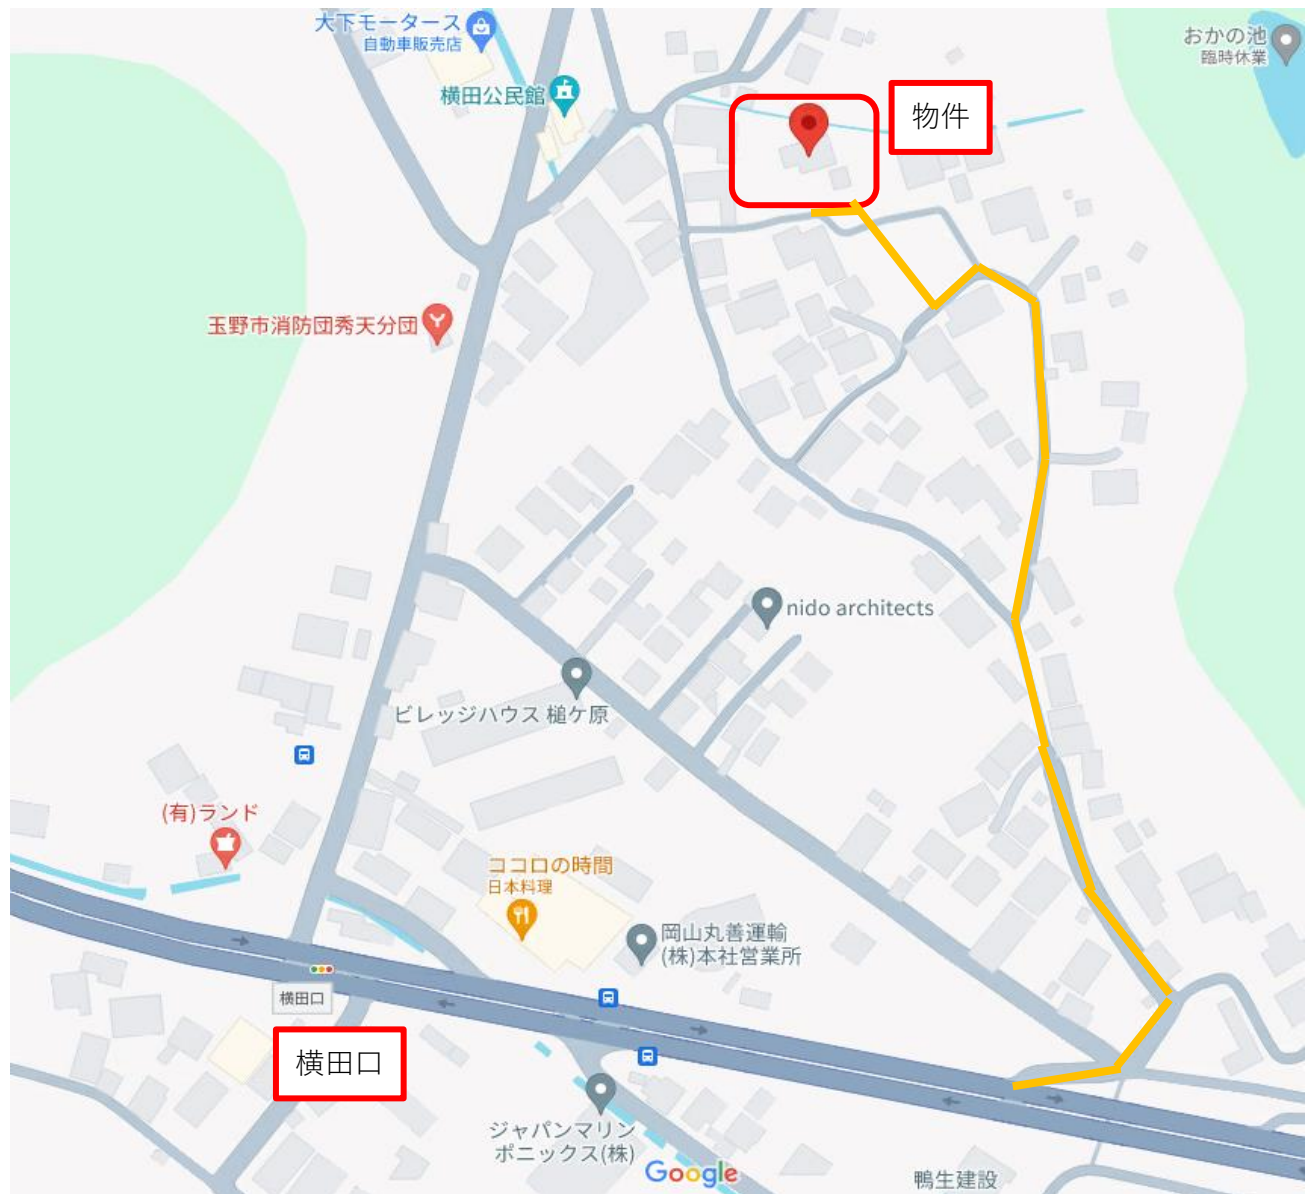 大下モータース
自動車販売店
おかの池
臨時休業
横田公民館
物件
玉野市消防団秀天分団
nido architects
ビレッジハウス 槌ケ原
(有)ランド
ココロの時間
日本料理
岡山丸善運輸
(株)本社営業所
横田口
横田口
ジャパンマリン
ポニックス(株)
Google
鴨生建設